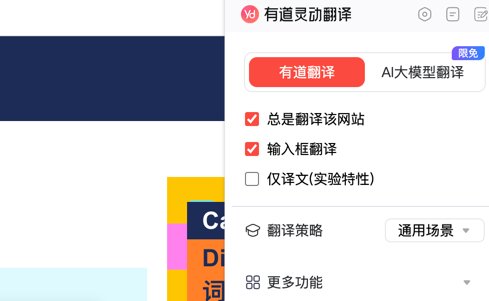 Yd 有道灵动翻译
限免
有道翻译 AI大模型翻译
总是翻译该网站
输入框翻译
仅译文(实验特性)
Ca
翻译策略 通用场景
Di
词
更多功能